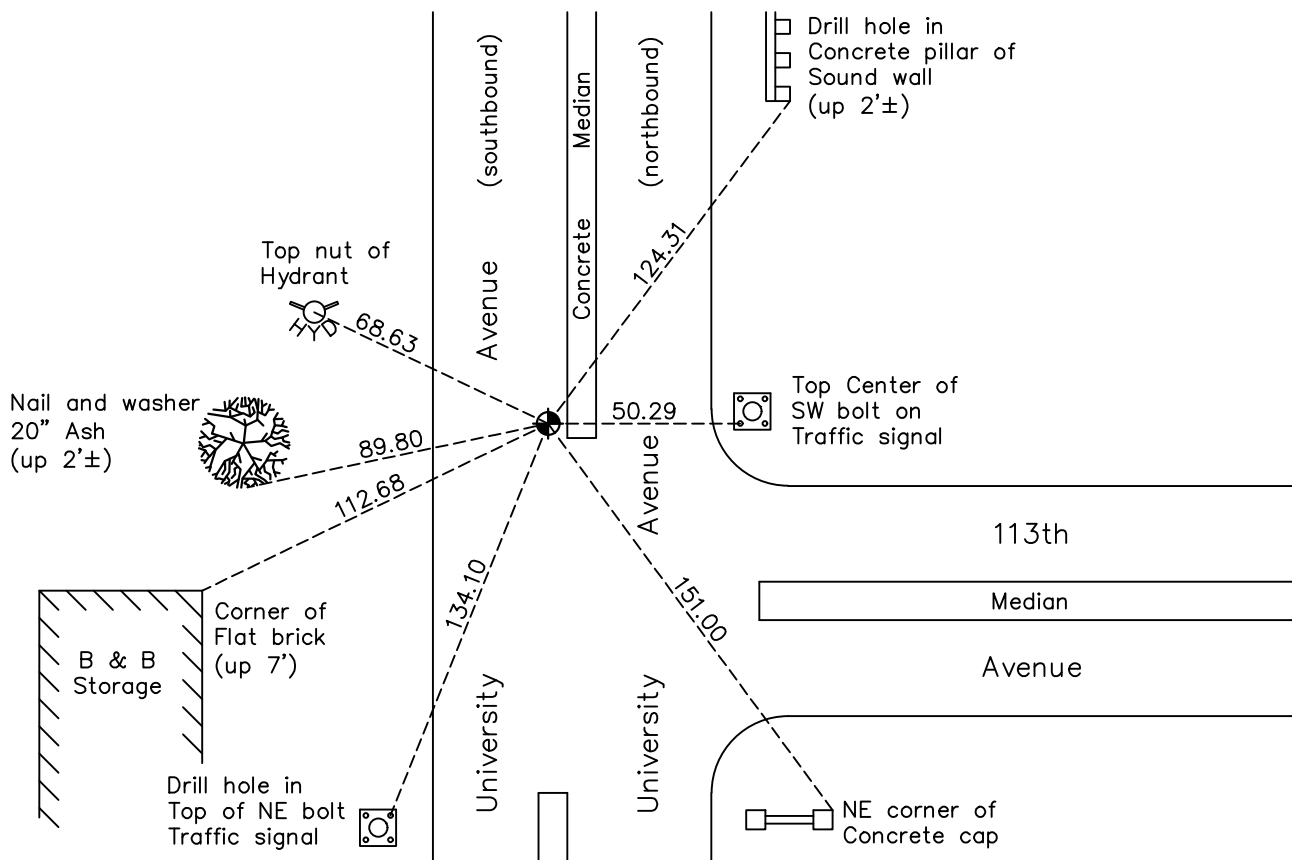 Drill hole in
Concrete pillar of
Sound wall
(up 2'±)
(southbound)
Avenue
Median
Concrete
(northbound)
Avenue
124.31
Top nut of
Hydrant
HYD
68.63
Nail and washer
20" Ash
(up 2'±)
89.80
50.29
Top Center of
SW bolt on
Traffic signal
112.68
113th
Median
Avenue
134.10
151.00
Corner of
Flat brick
(up 7')
B & B
Storage
University
University
Drill hole in
Top of NE bolt
Traffic signal
NE corner of
Concrete cap